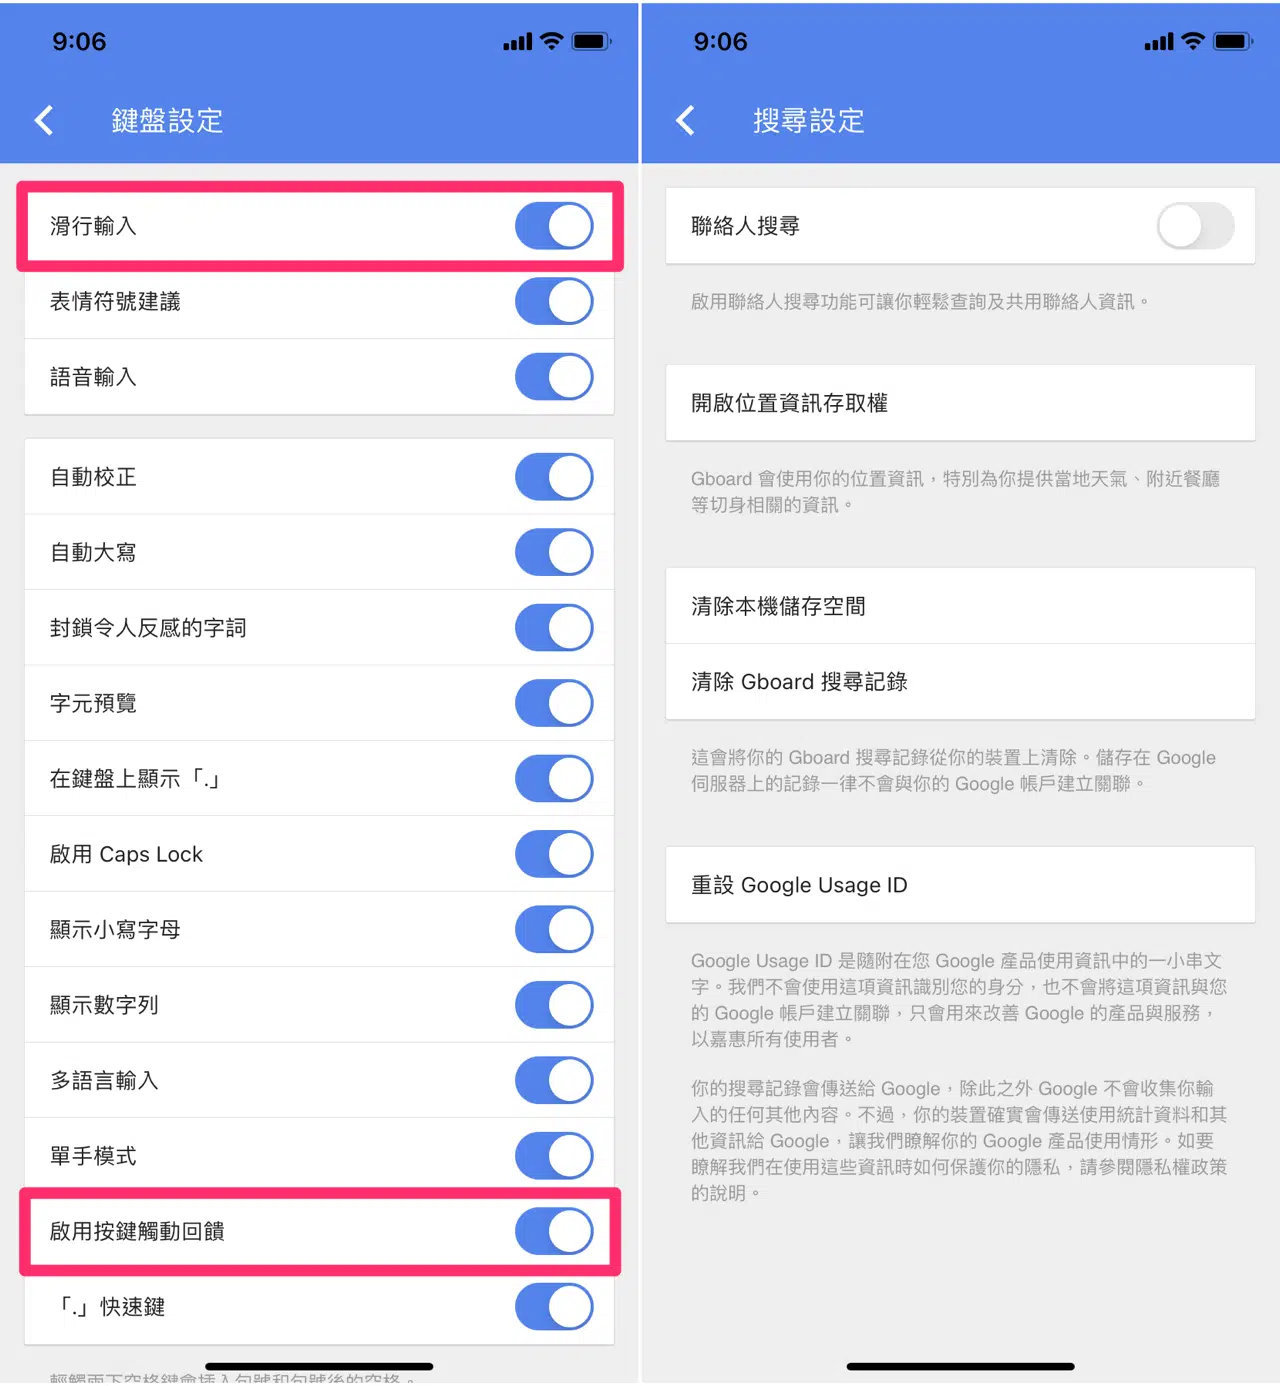 9:06
鍵盤設定
滑行輸入
表情符號建議
語音輸入
自動校正
自動大寫
封鎖令人反感的字詞
字元預覽
在鍵盤上顯示「.」
啟用 Caps Lock
顯示小寫字母
顯示數字列
多語言輸入
單手模式
啟用按鍵觸動回饋
「.」快速鍵
輕觸兩下空格鍵會插入句號和句號後的空格。
9:06
搜尋設定
聯絡人搜尋
啟用聯絡人搜尋功能可讓你輕鬆查詢及共用聯絡人資訊。
開啟位置資訊存取權
Gboard 會使用你的位置資訊，特別為你提供當地天氣、附近餐廳
等切身相關的資訊。
清除本機儲存空間
清除 Gboard 搜尋記錄
這會將你的 Gboard 搜尋記錄從你的裝置上清除。儲存在 Google
伺服器上的記錄一律不會與你的 Google 帳戶建立關聯。
重設 Google Usage ID
Google Usage ID 是隨附在您 Google 產品使用資訊中的一小串文
字。我們不會使用這項資訊識別您的身分，也不會將這項資訊與您
的 Google 帳戶建立關聯，只會用來改善 Google 的產品與服務，
以嘉惠所有使用者。
你的搜尋記錄會傳送給 Google，除此之外 Google 不會收集你輸
入的任何其他內容。不過，你的裝置確實會傳送使用統計資料和其
他資訊給 Google，讓我們瞭解你的 Google 產品使用情形。如要
瞭解我們在使用這些資訊時如何保護你的隱私，請參閱隱私權政策
的說明。